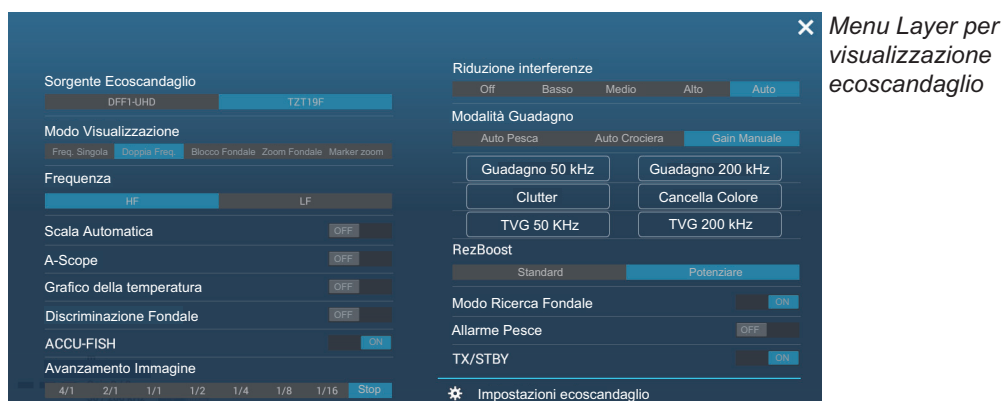 Menu Layer per
visualizzazione
ecoscandaglio
Sorgente Ecoscandaglio
DFF1-UHD TZT19F
Modo Visualizzazione
Freq. Singola Doppia Freq. Blocco Fondale Zoom Fondale Marker zoom
Frequenza
HF LF
Scala Automatica OFF
A-Scope OFF
Grafico della temperatura OFF
Discriminazione Fondale OFF
ACCU-FISH ON
Avanzamento Immagine
4/1 2/1 1/1 1/2 1/4 1/8 1/16 Stop
Riduzione interferenze
Off Basso Medio Alto Auto
Modalità Guadagno
Auto Pesca Auto Crociera Gain Manuale
Guadagno 50 kHz Guadagno 200 kHz
Clutter Cancella Colore
TVG 50 KHz TVG 200 kHz
RezBoost
Standard Potenziare
Modo Ricerca Fondale ON
Allarme Pesce OFF
TX/STBY ON
Impostazioni ecoscandaglio